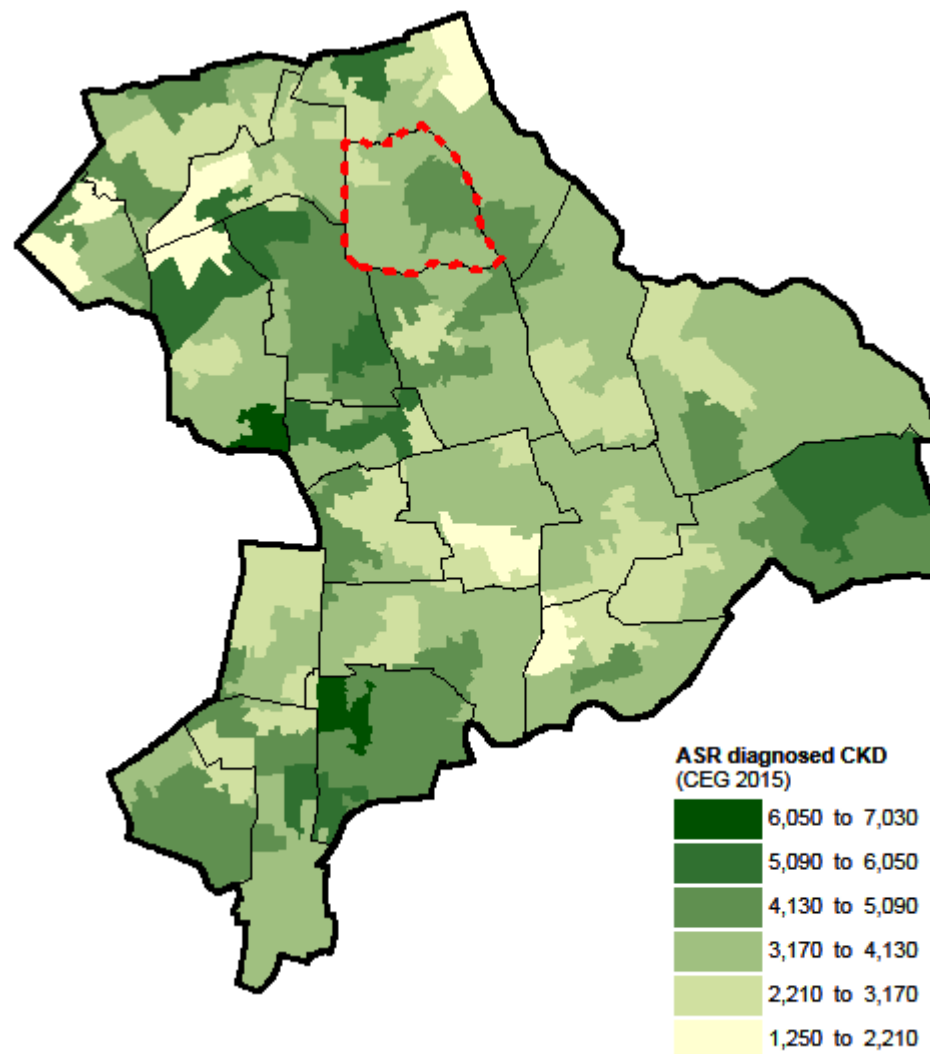 ASR diagnosed CKD
(CEG 2015)
6,050 to 7,030
5,090 to 6,050
4,130 to 5,090
3,170 to 4,130
2,210 to 3,170
1,250 to 2,210